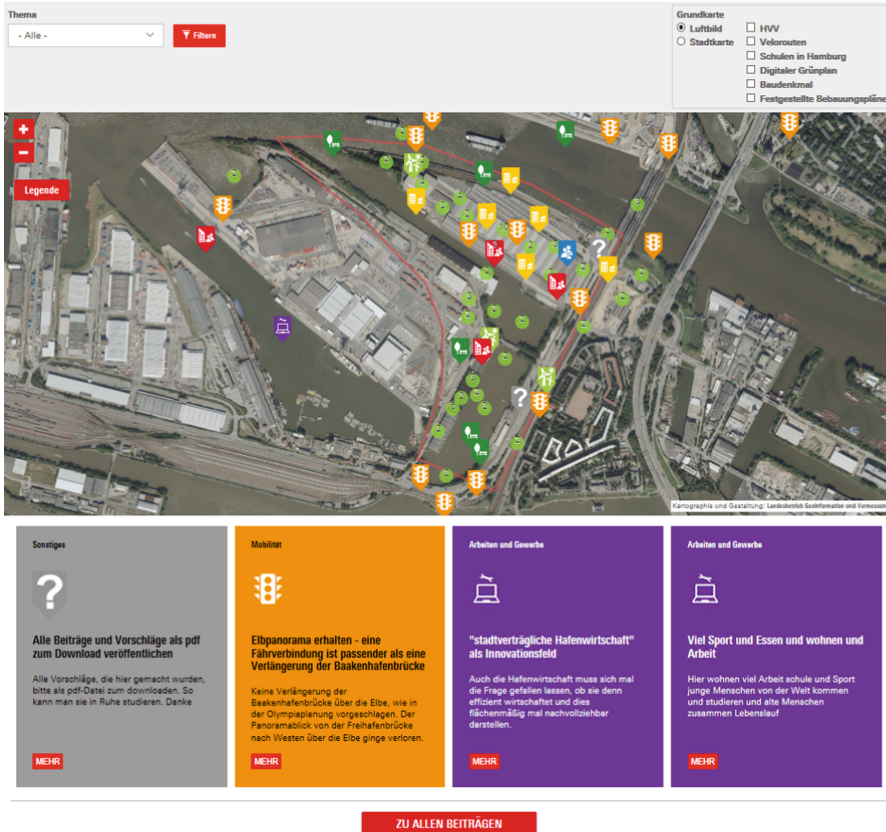 Thema
- Alle -
Filtern
Grundkarte
Luftbild
Stadtkarte
HVV
Velorouten
Schulen in Hamburg
Digitaler Grünplan
Baudenkmal
Festgestellte Bebauungspläne
+
−
Legende
?
?
Kartographie und Gestaltung: Landesbetrieb Geoinformation und Vermessun
Sonstiges
?
Alle Beiträge und Vorschläge als pdf
zum Download veröffentlichen
Alle Vorschläge, die hier gemacht wurden,
bitte als pdf-Datei zum downloaden. So
kann man sie in Ruhe studieren. Danke
MEHR
Mobilität
Elbpanorama erhalten - eine
Fährverbindung ist passender als eine
Verlängerung der Baakenhafenbrücke
Keine Verlängerung der
Baakenhafenbrücke über die Elbe, wie in
der Olympiaplanung vorgeschlagen. Der
Panoramablick von der Freihafenbrücke
nach Westen über die Elbe ginge verloren.
MEHR
Arbeiten und Gewerbe
"stadtverträgliche Hafenwirtschaft"
als Innovationsfeld
Auch die Hafenwirtschaft muss sich mal
die Frage gefallen lassen, ob sie denn
effizient wirtschaftet und dies
flächenmäßig mal nachvollziehbar
darstellen.
MEHR
Arbeiten und Gewerbe
Viel Sport und Essen und wohnen und
Arbeit
Hier wohnen viel Arbeit schule und Sport
junge Menschen von der Welt kommen
und studieren und alte Menschen
zusammen Lebenslauf
MEHR
ZU ALLEN BEITRÄGEN